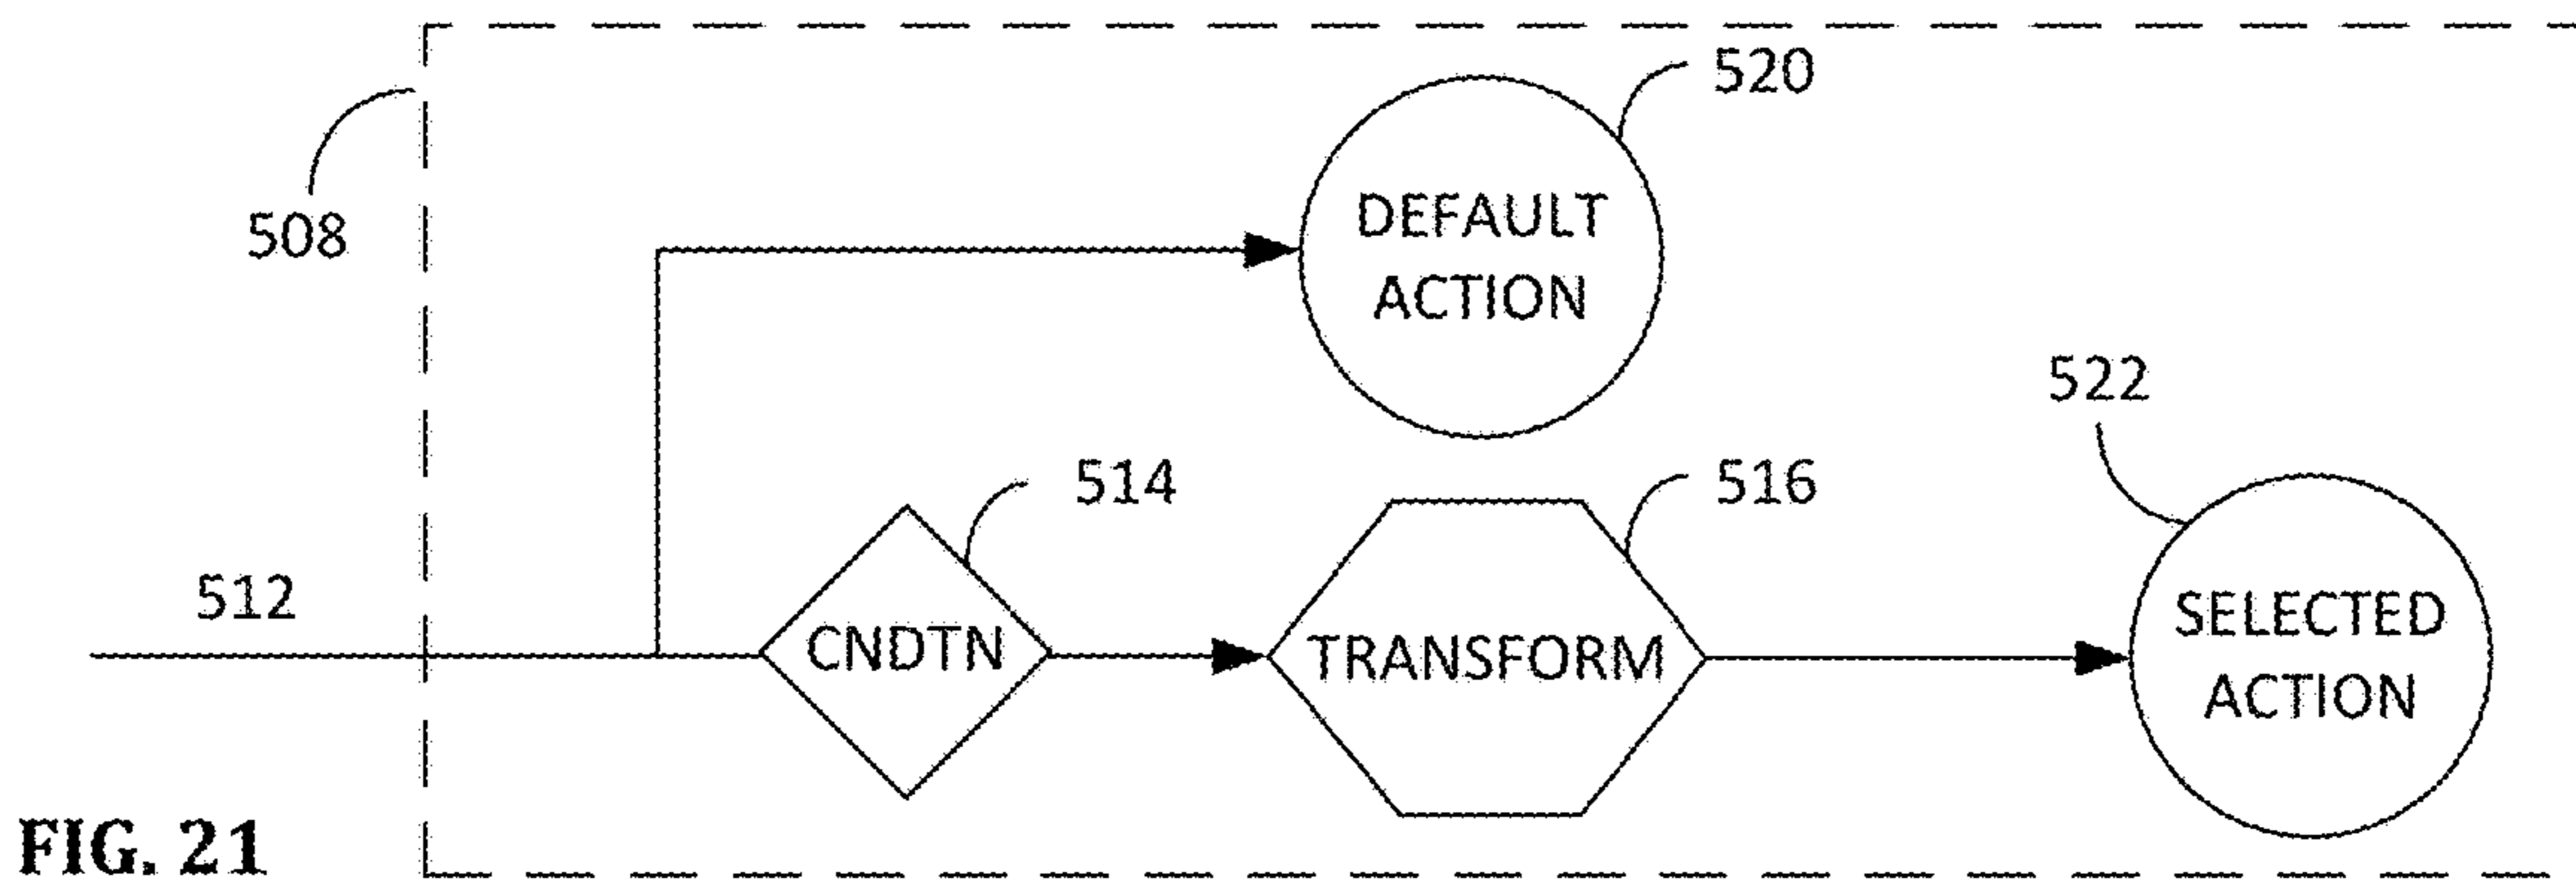 520
508
DEFAULT
ACTION
522
514
516
512
CNDTN
TRANSFORM
SELECTED
ACTION
FIG. 21